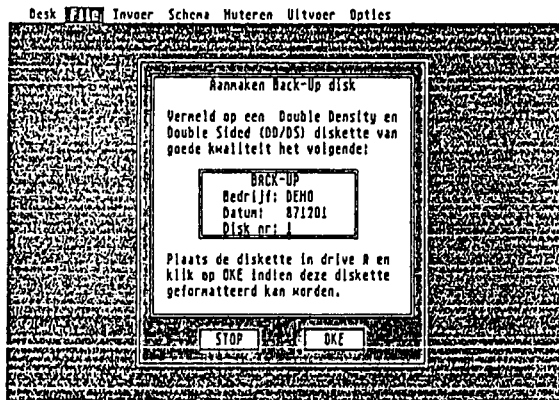 Desk Files Invoer Schema Muteren Uitvoer Opties
Aanmaken Back-Up disk
Vermeld op een Double Density en
Double Sided (DD/DS) diskette van
goede kwaliteit het volgende:
BACK-UP
Bedrijf: DEMO
Datum: 871201
Disk nr: 1
Plaats de diskette in drive A en
klik op OKE indien deze diskette
geformatteerd kan worden.
STOP OKE